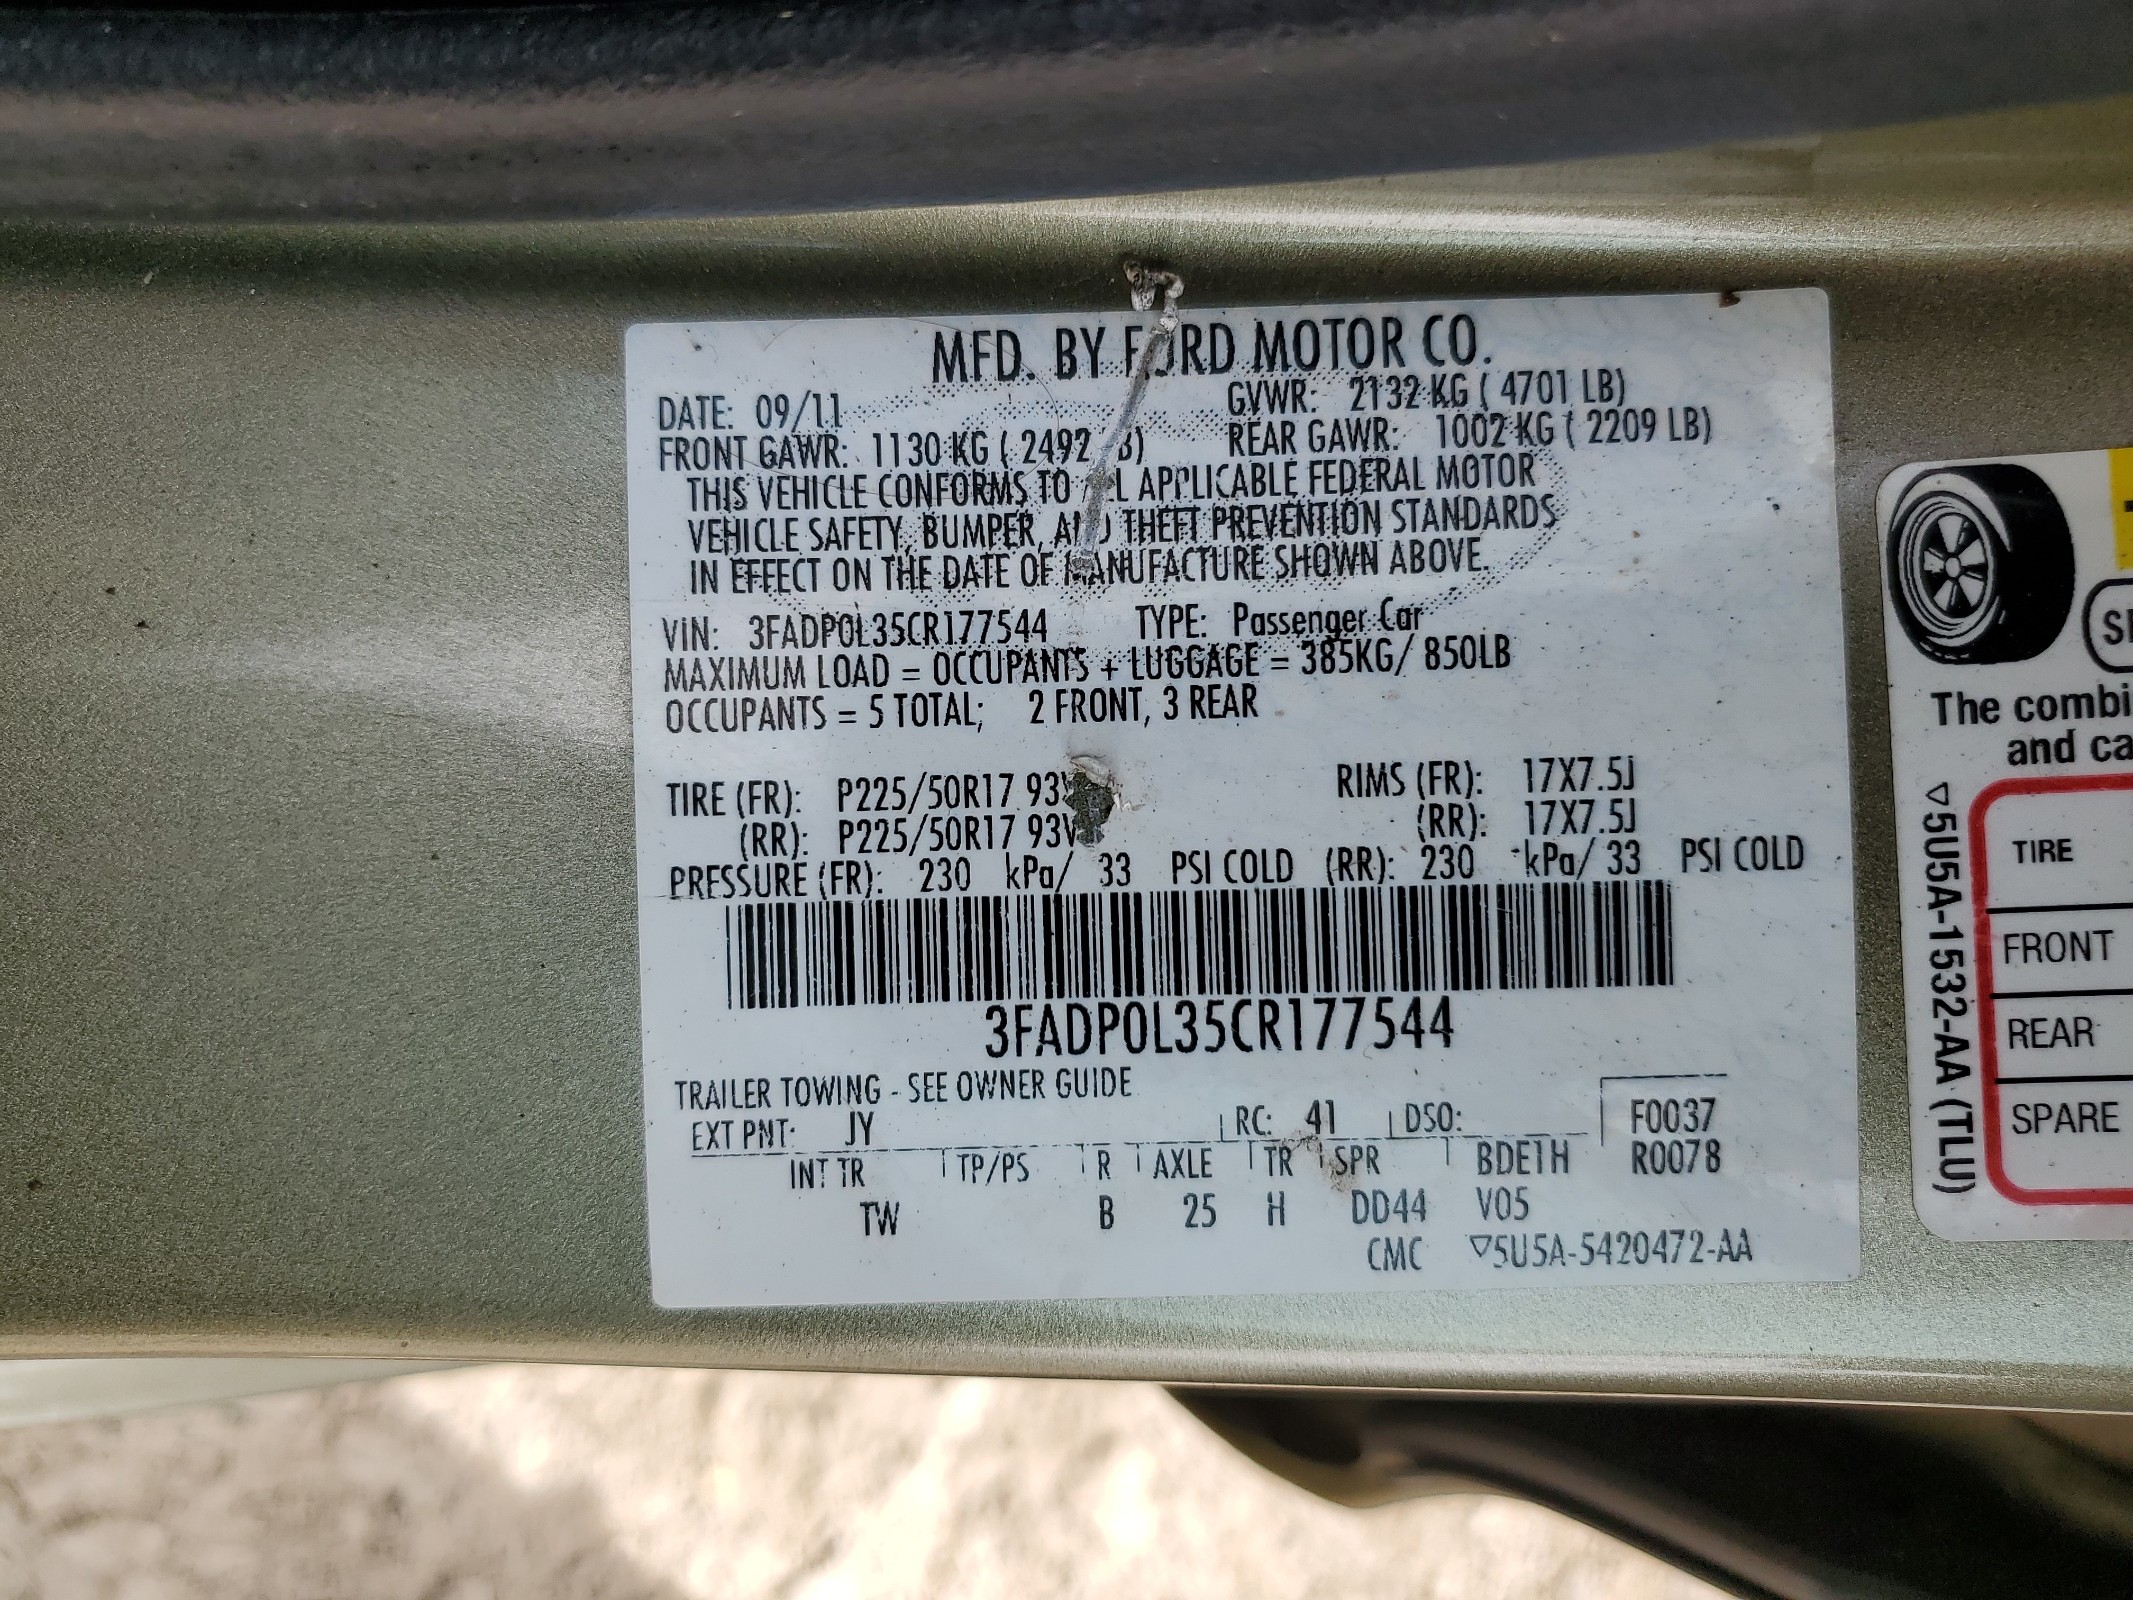 MFD. BY FORD MOTOR CO.
DATE: 09/11 GVWR: 2132 KG ( 4701 LB)
FRONT GAWR: 1130 KG ( 2492 LB) REAR GAWR: 1002 KG ( 2209 LB)
THIS VEHICLE CONFORMS TO ALL APPLICABLE FEDERAL MOTOR
VEHICLE SAFETY, BUMPER, AND THEFT PREVENTION STANDARDS
IN EFFECT ON THE DATE OF MANUFACTURE SHOWN ABOVE.
VIN: 3FADP0L35CR177544 TYPE: Passenger Car
MAXIMUM LOAD = OCCUPANTS + LUGGAGE = 385KG/ 850LB
OCCUPANTS = 5 TOTAL; 2 FRONT, 3 REAR
TIRE (FR): P225/50R17 93V RIMS (FR): 17X7.5J
(RR): P225/50R17 93V (RR): 17X7.5J
PRESSURE (FR): 230 kPa/ 33 PSI COLD (RR): 230 kPa/ 33 PSI COLD
3FADP0L35CR177544
TRAILER TOWING - SEE OWNER GUIDE
EXT PNT: JY RC: 41 DSO: F0037
INT TR TP/PS R AXLE TR SPR BDE1H R0078
TW B 25 H DD44 V05
CMC ▽5U5A-5420472-AA
The combi
and ca
▽5U5A-1532-AA (TLU)
TIRE
FRONT
REAR
SPARE